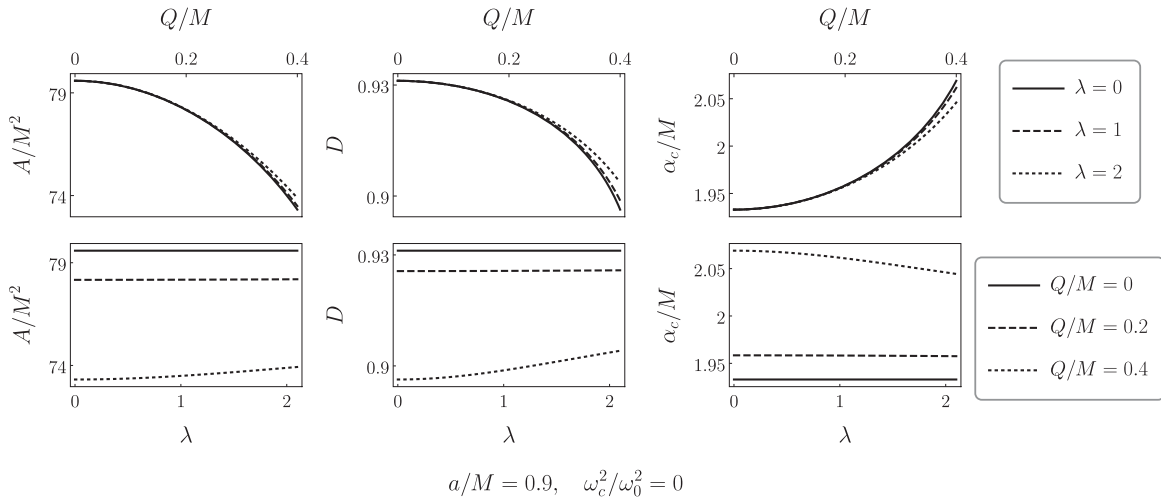 Q/M Q/M Q/M
0 0.2 0.4 0 0.2 0.4 0 0.2 0.4
A/M² 79 74
D 0.93 0.9
α_c/M 2.05 2 1.95
λ = 0
λ = 1
λ = 2
A/M² 79 74
D 0.93 0.9
α_c/M 2.05 2 1.95
Q/M = 0
Q/M = 0.2
Q/M = 0.4
0 1 2 0 1 2 0 1 2
λ λ λ
a/M = 0.9, ω_c²/ω_0² = 0